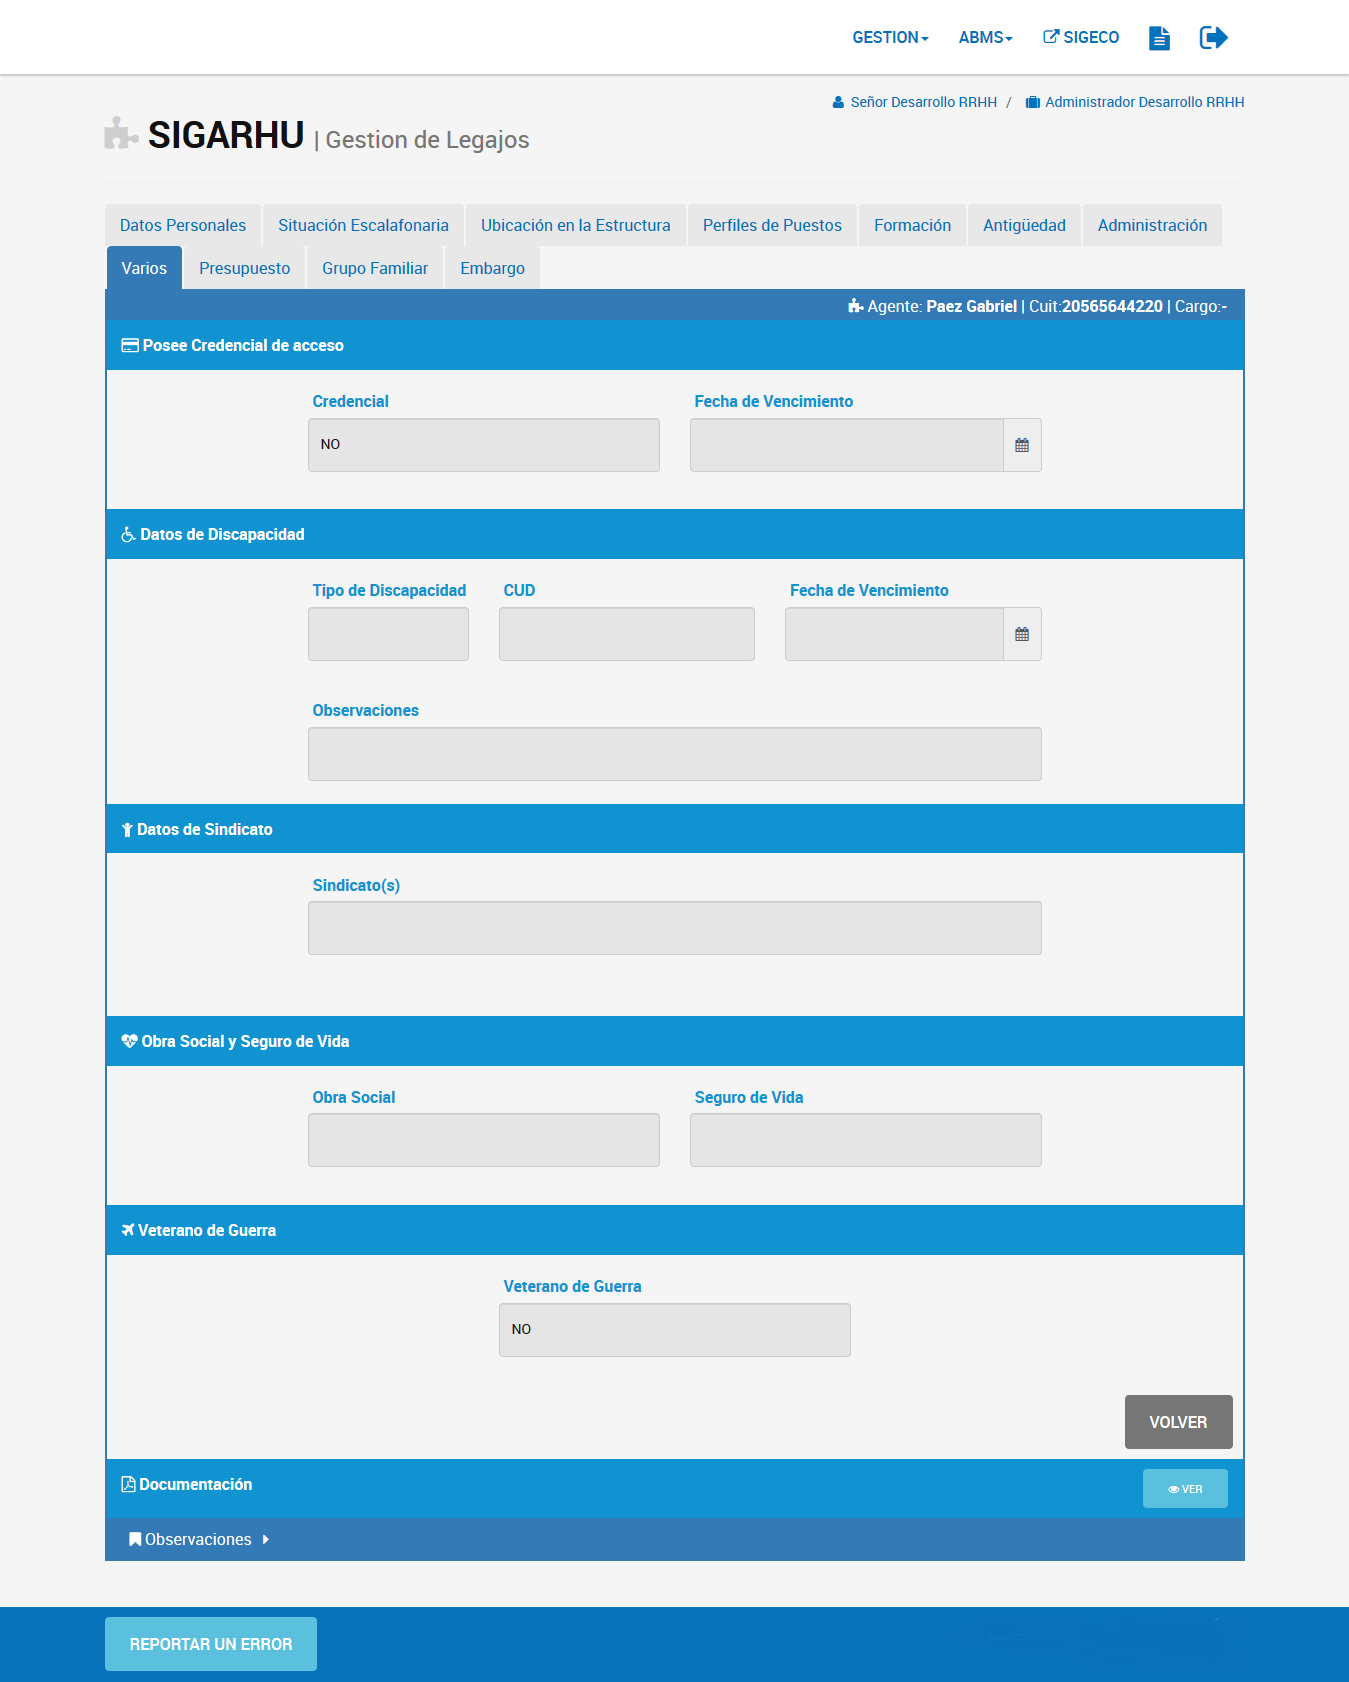 GESTION ABMS SIGECO
Señor Desarrollo RRHH / Administrador Desarrollo RRHH
SIGARHU | Gestion de Legajos
Datos Personales Situación Escalafonaria Ubicación en la Estructura Perfiles de Puestos Formación Antigüedad Administración
Varios Presupuesto Grupo Familiar Embargo
Agente: Paez Gabriel | Cuit:20565644220 | Cargo:-
Posee Credencial de acceso
Credencial Fecha de Vencimiento
NO
Datos de Discapacidad
Tipo de Discapacidad CUD Fecha de Vencimiento
Observaciones
Datos de Sindicato
Sindicato(s)
Obra Social y Seguro de Vida
Obra Social Seguro de Vida
Veterano de Guerra
Veterano de Guerra
NO
VOLVER
Documentación VER
Observaciones
REPORTAR UN ERROR